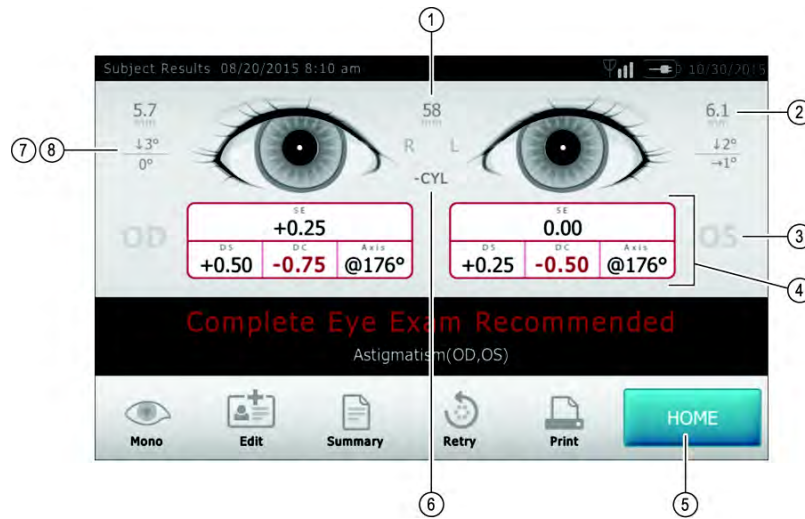 1
Subject Results 08/20/2015 8:10 am 10/30/2015
5.7 mm 58 mm 6.1 mm 2
7 8 ↓3° R L ↓2°
0° -CYL →1°
OD OS 3
SE SE
+0.25 0.00
DS DC Axis DS DC Axis
+0.50 -0.75 @176° +0.25 -0.50 @176° 4
Complete Eye Exam Recommended
Astigmatism(OD,OS)
Mono Edit Summary Retry Print HOME
6 5